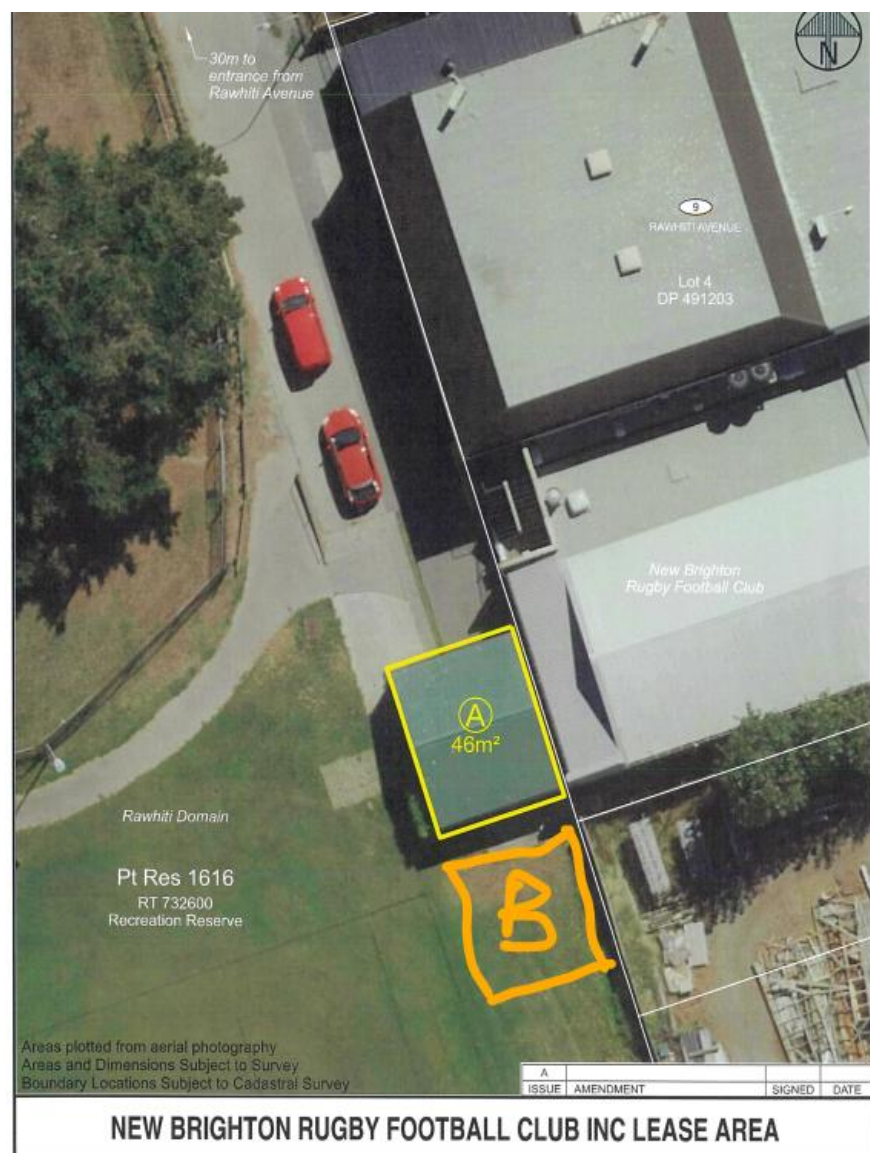 N
30m to
entrance from
Rawhiti Avenue
9
RAWHITI AVENUE
Lot 4
DP 491203
New Brighton
Rugby Football Club
A
46m²
Rawhiti Domain
B
Pt Res 1616
RT 732600
Recreation Reserve
Areas plotted from aerial photography
Areas and Dimensions Subject to Survey
Boundary Locations Subject to Cadastral Survey
A
ISSUE AMENDMENT SIGNED DATE
NEW BRIGHTON RUGBY FOOTBALL CLUB INC LEASE AREA